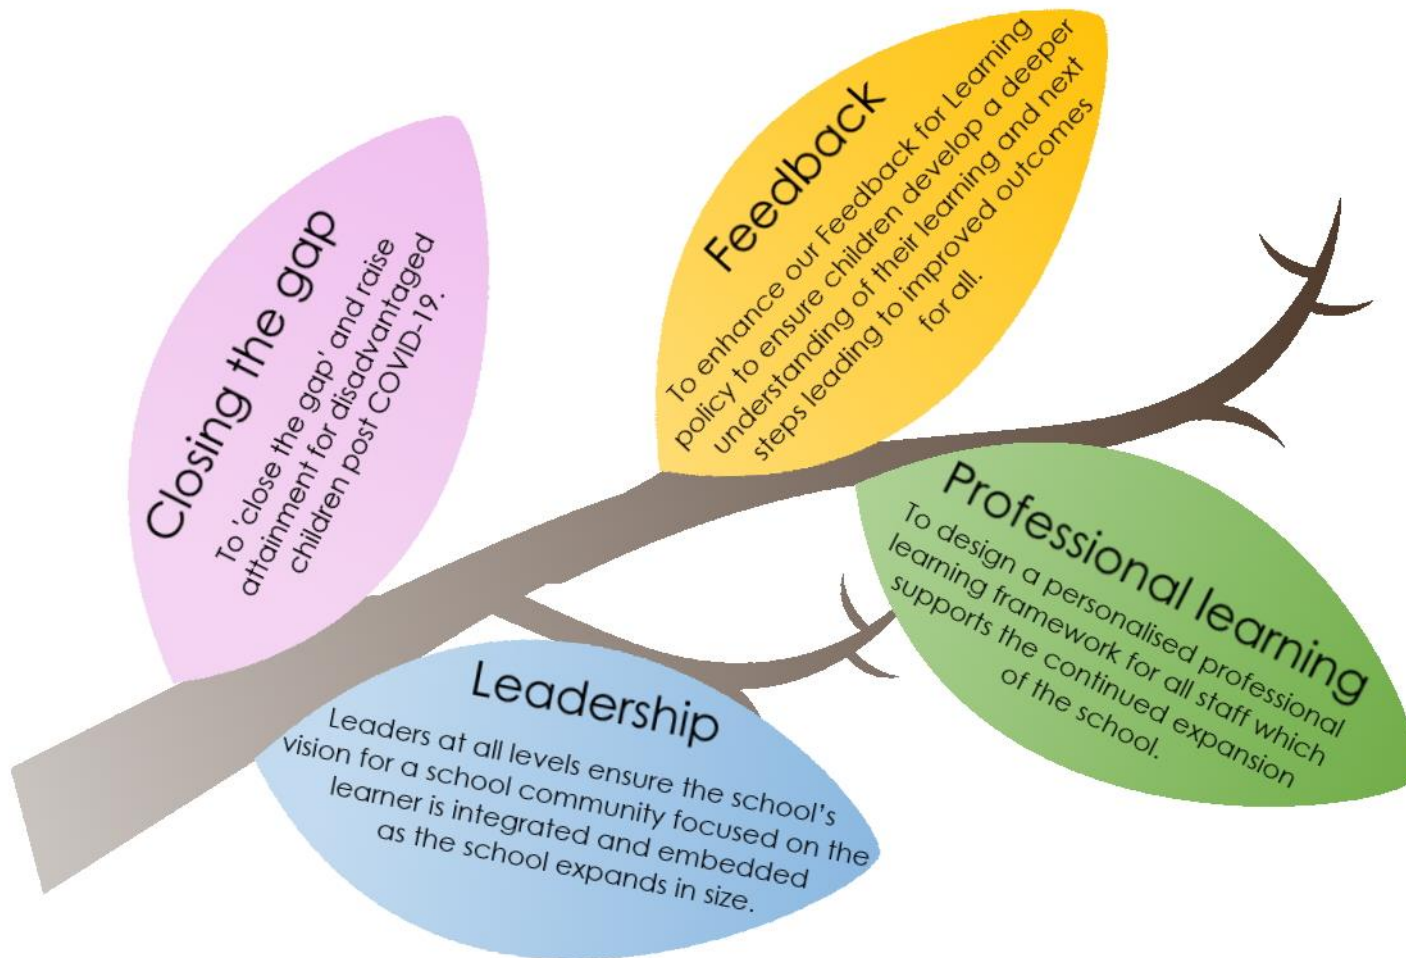 Closing the gap
To 'close the gap' and raise
attainment for disadvantaged
children post COVID-19.
Feedback
To enhance our Feedback for Learning
policy to ensure children develop a deeper
understanding of their learning and next
steps leading to improved outcomes
for all.
Professional learning
To design a personalised professional
learning framework for all staff which
supports the continued expansion
of the school.
Leadership
Leaders at all levels ensure the school's
vision for a school community focused on the
learner is integrated and embedded
as the school expands in size.